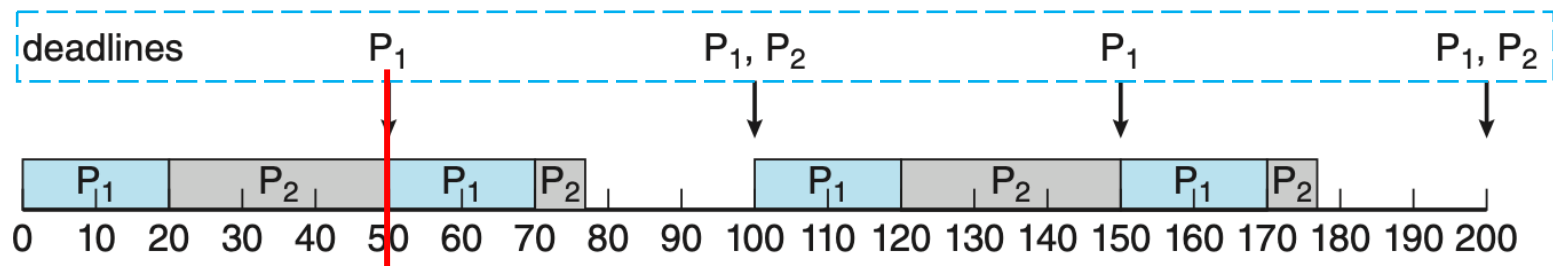 deadlines P₁ P₁, P₂ P₁ P₁, P₂
P₁ P₂ P₁ P₂ P₁ P₂ P₁ P₂
0 10 20 30 40 50 60 70 80 90 100 110 120 130 140 150 160 170 180 190 200